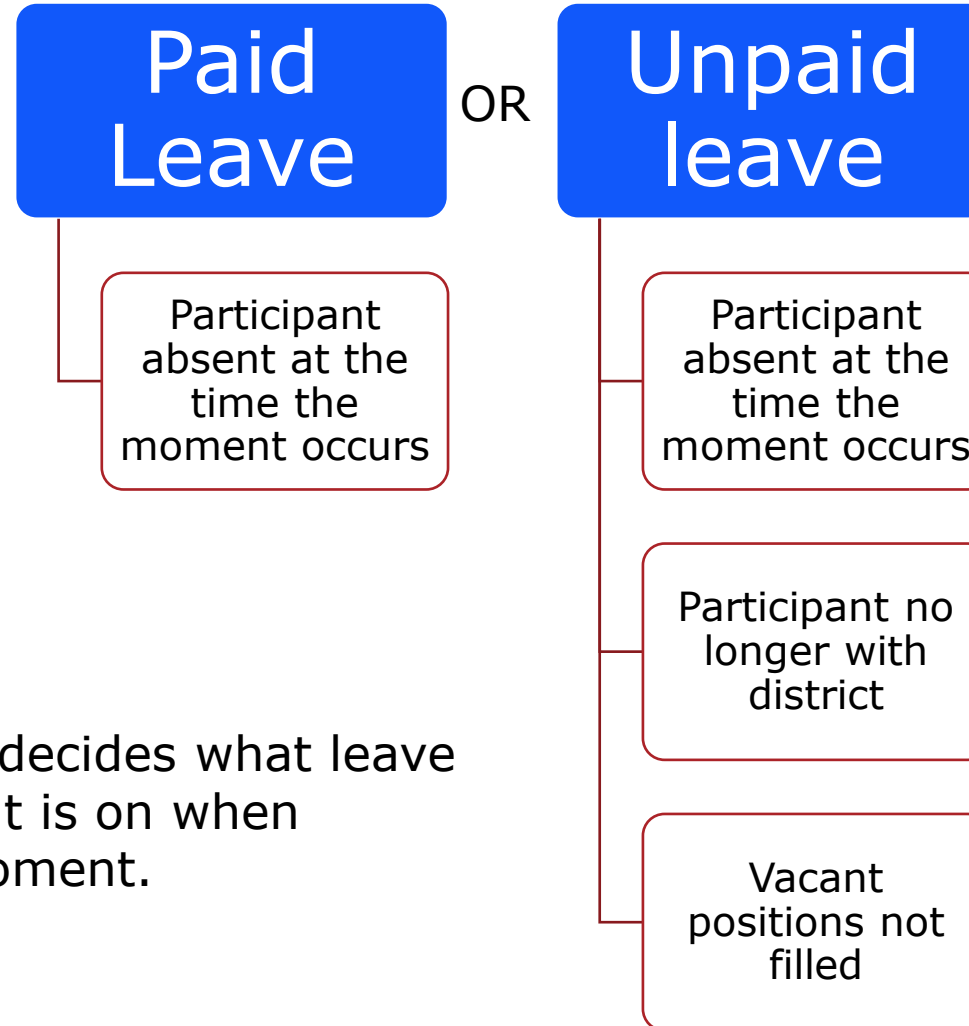 Paid
Leave
OR
Unpaid
leave
Participant
absent at the
time the
moment occurs
Participant
absent at the
time the
moment occurs
Participant no
longer with
district
Vacant
positions not
filled
decides what leave
t is on when
oment.